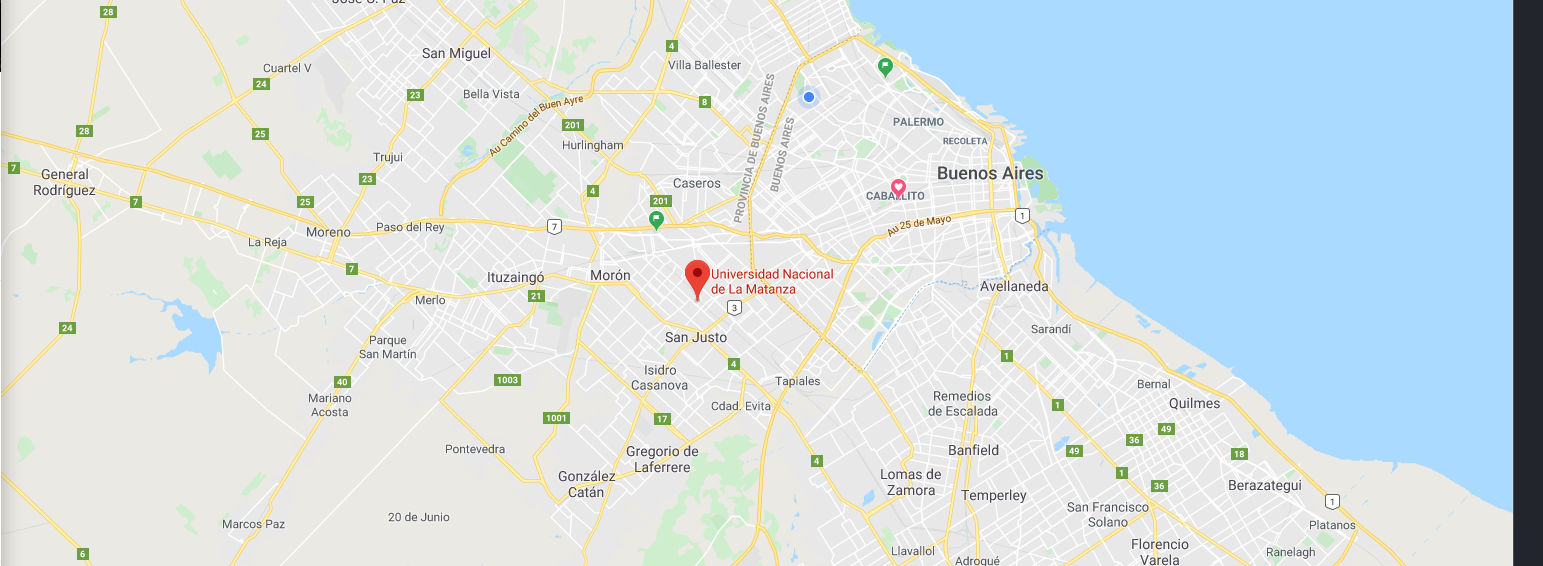 José C. Paz
28
San Miguel
4
Cuartel V
Villa Ballester
24
Bella Vista
23
8
Au Camino del Buen Ayre
PROVINCIA DE BUENOS AIRES
BUENOS AIRES
PALERMO
28
25
201
RECOLETA
Hurlingham
Trujui
7
General
Rodríguez
23
Caseros
Buenos Aires
4
CABALLITO
7
25
201
1
Moreno
Paso del Rey
7
Au 25 de Mayo
La Reja
7
Ituzaingó
Morón
Universidad Nacional
de La Matanza
Avellaneda
Merlo
21
3
24
Sarandí
San Justo
Parque
San Martín
1
4
Isidro
Casanova
40
1003
Tapiales
Bernal
Mariano
Acosta
Remedios
de Escalada
Quilmes
Cdad. Evita
1
1001
17
49
36
Pontevedra
Gregorio de
Laferrere
Banfield
49
18
4
1
González
Catán
Lomas de
Zamora
36
Berazategui
Temperley
1
San Francisco
Solano
20 de Junio
Marcos Paz
Platanos
6
Llavallol
Adrogué
Florencio
Varela
Ranelagh